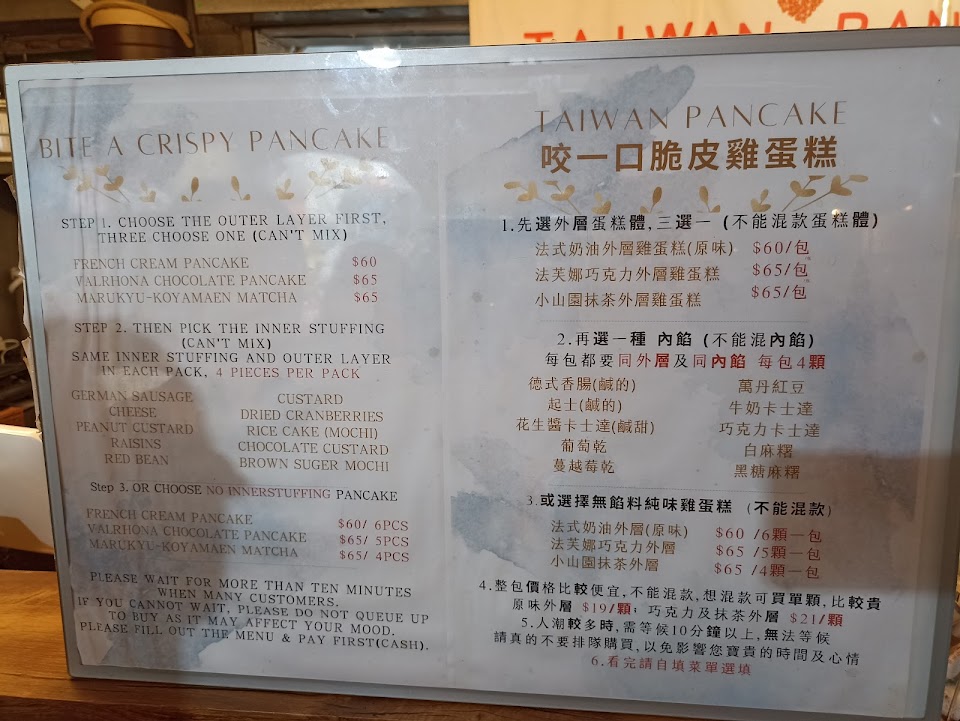 TAIWAN PAN
BITE A CRISPY PANCAKE
STEP 1. CHOOSE THE OUTER LAYER FIRST,
THREE CHOOSE ONE (CAN'T MIX)
FRENCH CREAM PANCAKE $60
VALRHONA CHOCOLATE PANCAKE $65
MARUKYU-KOYAMAEN MATCHA $65
STEP 2. THEN PICK THE INNER STUFFING
(CAN'T MIX)
SAME INNER STUFFING AND OUTER LAYER
IN EACH PACK, 4 PIECES PER PACK
GERMAN SAUSAGE CUSTARD
CHEESE DRIED CRANBERRIES
PEANUT CUSTARD RICE CAKE (MOCHI)
RAISINS CHOCOLATE CUSTARD
RED BEAN BROWN SUGER MOCHI
Step 3. OR CHOOSE NO INNERSTUFFING PANCAKE
FRENCH CREAM PANCAKE $60/ 6PCS
VALRHONA CHOCOLATE PANCAKE $65/ 5PCS
MARUKYU-KOYAMAEN MATCHA $65/ 4PCS
PLEASE WAIT FOR MORE THAN TEN MINUTES
WHEN MANY CUSTOMERS.
IF YOU CANNOT WAIT, PLEASE DO NOT QUEUE UP
TO BUY AS IT MAY AFFECT YOUR MOOD.
PLEASE FILL OUT THE MENU & PAY FIRST(CASH).
TAIWAN PANCAKE
咬一口脆皮雞蛋糕
1.先選外層蛋糕體,三選一 (不能混款蛋糕體)
法式奶油外層雞蛋糕(原味) $60/包
法芙娜巧克力外層雞蛋糕 $65/包
小山園抹茶外層雞蛋糕 $65/包
2.再選一種 內餡 (不能混內餡)
每包都要同外層及同內餡 每包4顆
德式香腸(鹹的) 萬丹紅豆
起士(鹹的) 牛奶卡士達
花生醬卡士達(鹹甜) 巧克力卡士達
葡萄乾 白麻糬
蔓越莓乾 黑糖麻糬
3.或選擇無餡料純味雞蛋糕 (不能混款)
法式奶油外層(原味) $60 /6顆一包
法芙娜巧克力外層 $65 /5顆一包
小山園抹茶外層 $65 /4顆一包
4.整包價格比較便宜,不能混款,想混款可買單顆,比較貴
原味外層 $19/顆; 巧克力及抹茶外層 $21/顆
5.人潮較多時,需等候10分鐘以上,無法等候
請真的不要排隊購買,以免影響您寶貴的時間及心情
6.看完請自填菜單選填